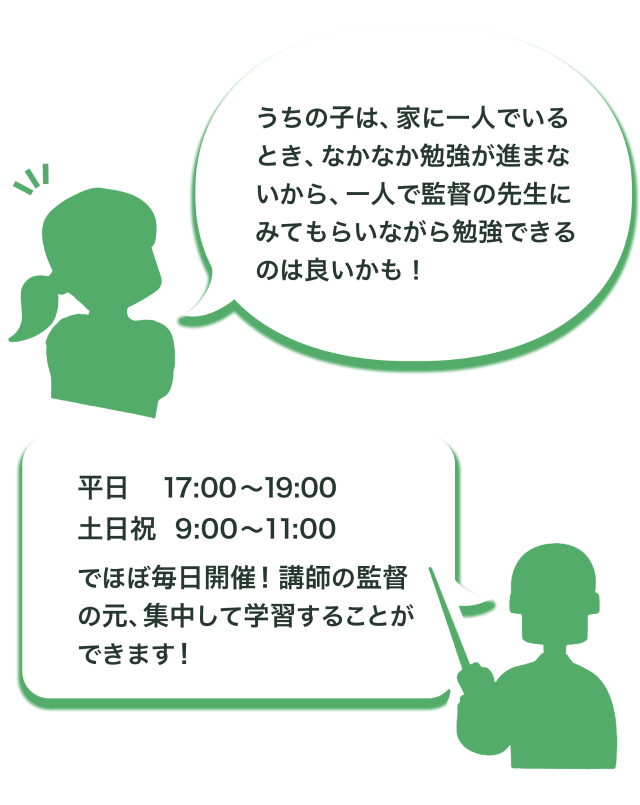 うちの子は、家に一人でいる
とき、なかなか勉強が進まな
いから、一人で監督の先生に
みてもらいながら勉強できる
のは良いかも！
平日　17:00～19:00
土日祝　9:00～11:00
でほぼ毎日開催！講師の監督
の元、集中して学習することが
できます！